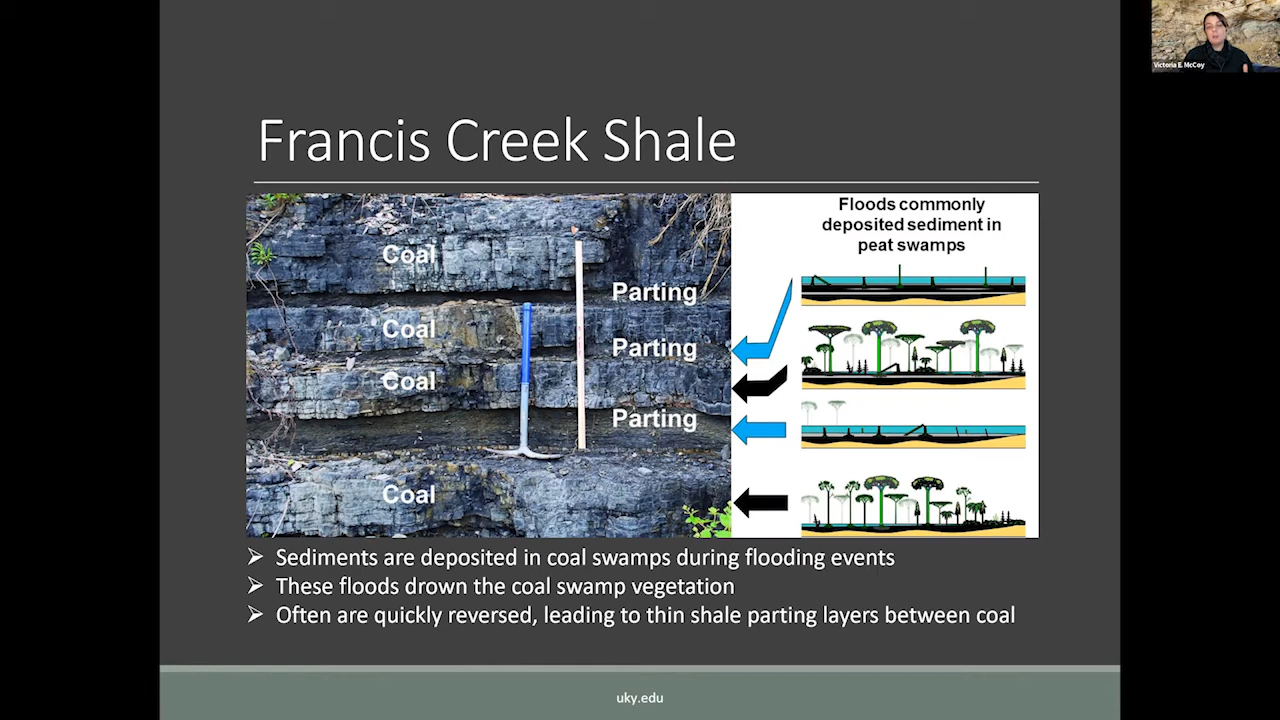 Victoria E. McCoy
Francis Creek Shale
Coal
Parting
Coal
Parting
Coal
Parting
Coal
Floods commonly
deposited sediment in
peat swamps
Sediments are deposited in coal swamps during flooding events
These floods drown the coal swamp vegetation
Often are quickly reversed, leading to thin shale parting layers between coal
uky.edu